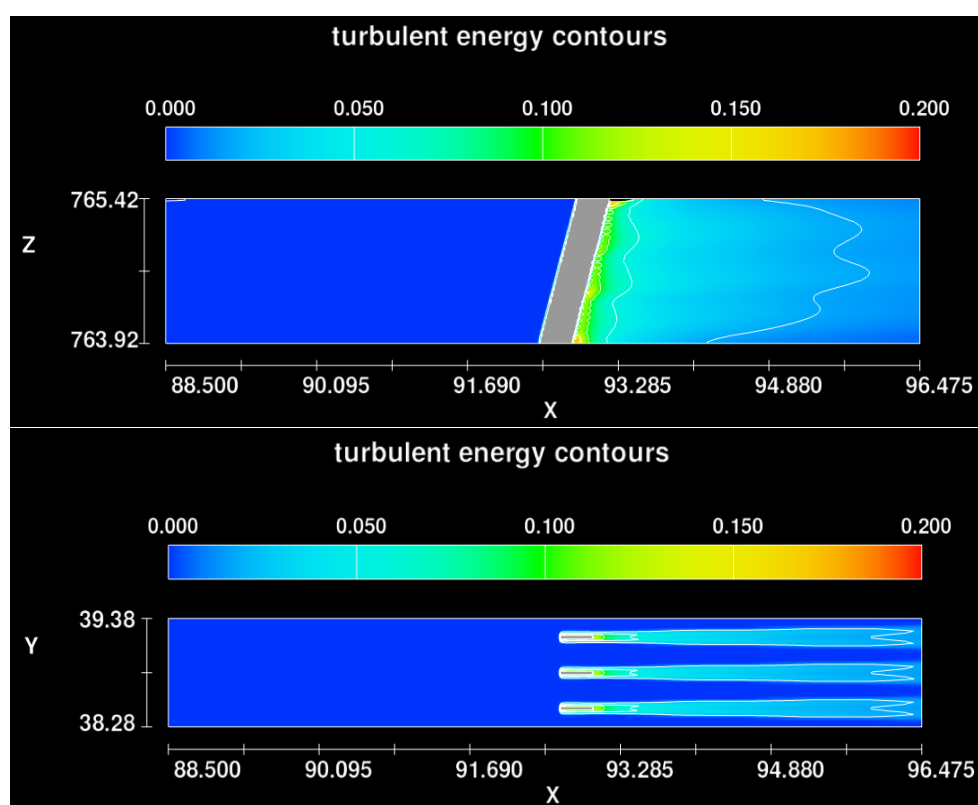 turbulent energy contours
0.000 0.050 0.100 0.150 0.200
765.42
Z
763.92
88.500 90.095 91.690 93.285 94.880 96.475
X
turbulent energy contours
0.000 0.050 0.100 0.150 0.200
39.38
Y
38.28
88.500 90.095 91.690 93.285 94.880 96.475
X